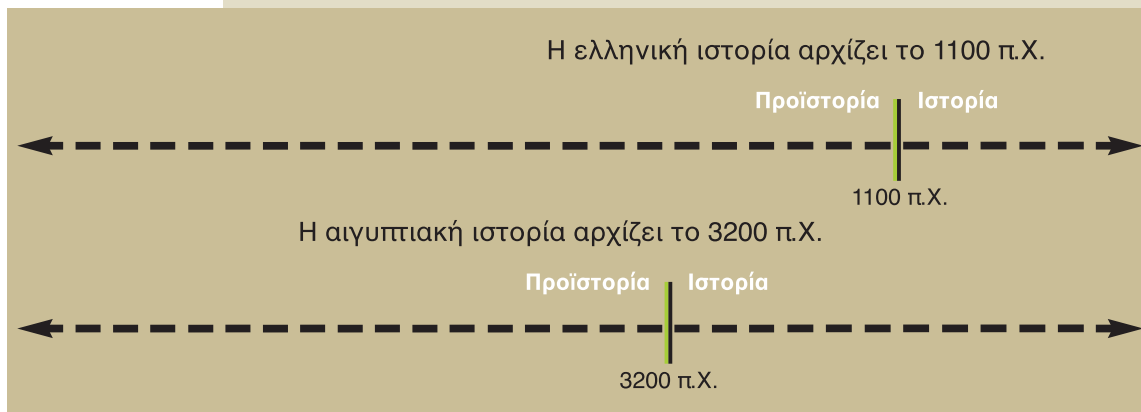 Η ελληνική ιστορία αρχίζει το 1100 π.Χ.
Προϊστορία Ιστορία
1100 π.Χ.
Η αιγυπτιακή ιστορία αρχίζει το 3200 π.Χ.
Προϊστορία Ιστορία
3200 π.Χ.